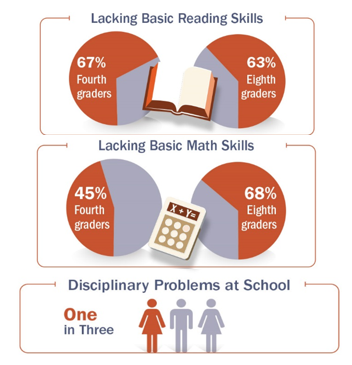 Lacking Basic Reading Skills
67%
Fourth
graders
63%
Eighth
graders
Lacking Basic Math Skills
45%
Fourth
graders
X + Y =
68%
Eighth
graders
Disciplinary Problems at School
One
in Three